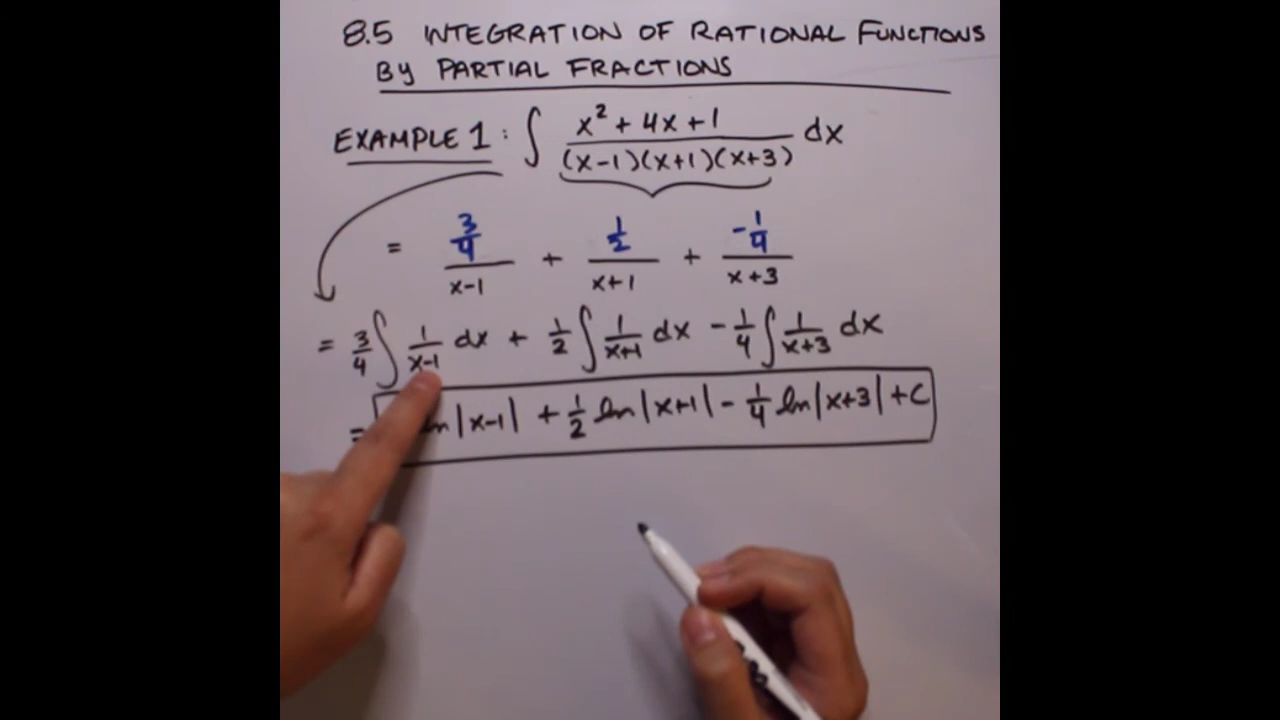 8.5 INTEGRATION OF RATIONAL FUNCTIONS
BY PARTIAL FRACTIONS
EXAMPLE 1: ∫ (x² + 4x + 1)/((x-1)(x+1)(x+3)) dx
= (3/4)/(x-1) + (1/2)/(x+1) + (-1/4)/(x+3)
= 3/4 ∫ 1/(x-1) dx + 1/2 ∫ 1/(x+1) dx - 1/4 ∫ 1/(x+3) dx
= ln|x-1| + 1/2 ln|x+1| - 1/4 ln|x+3| + C